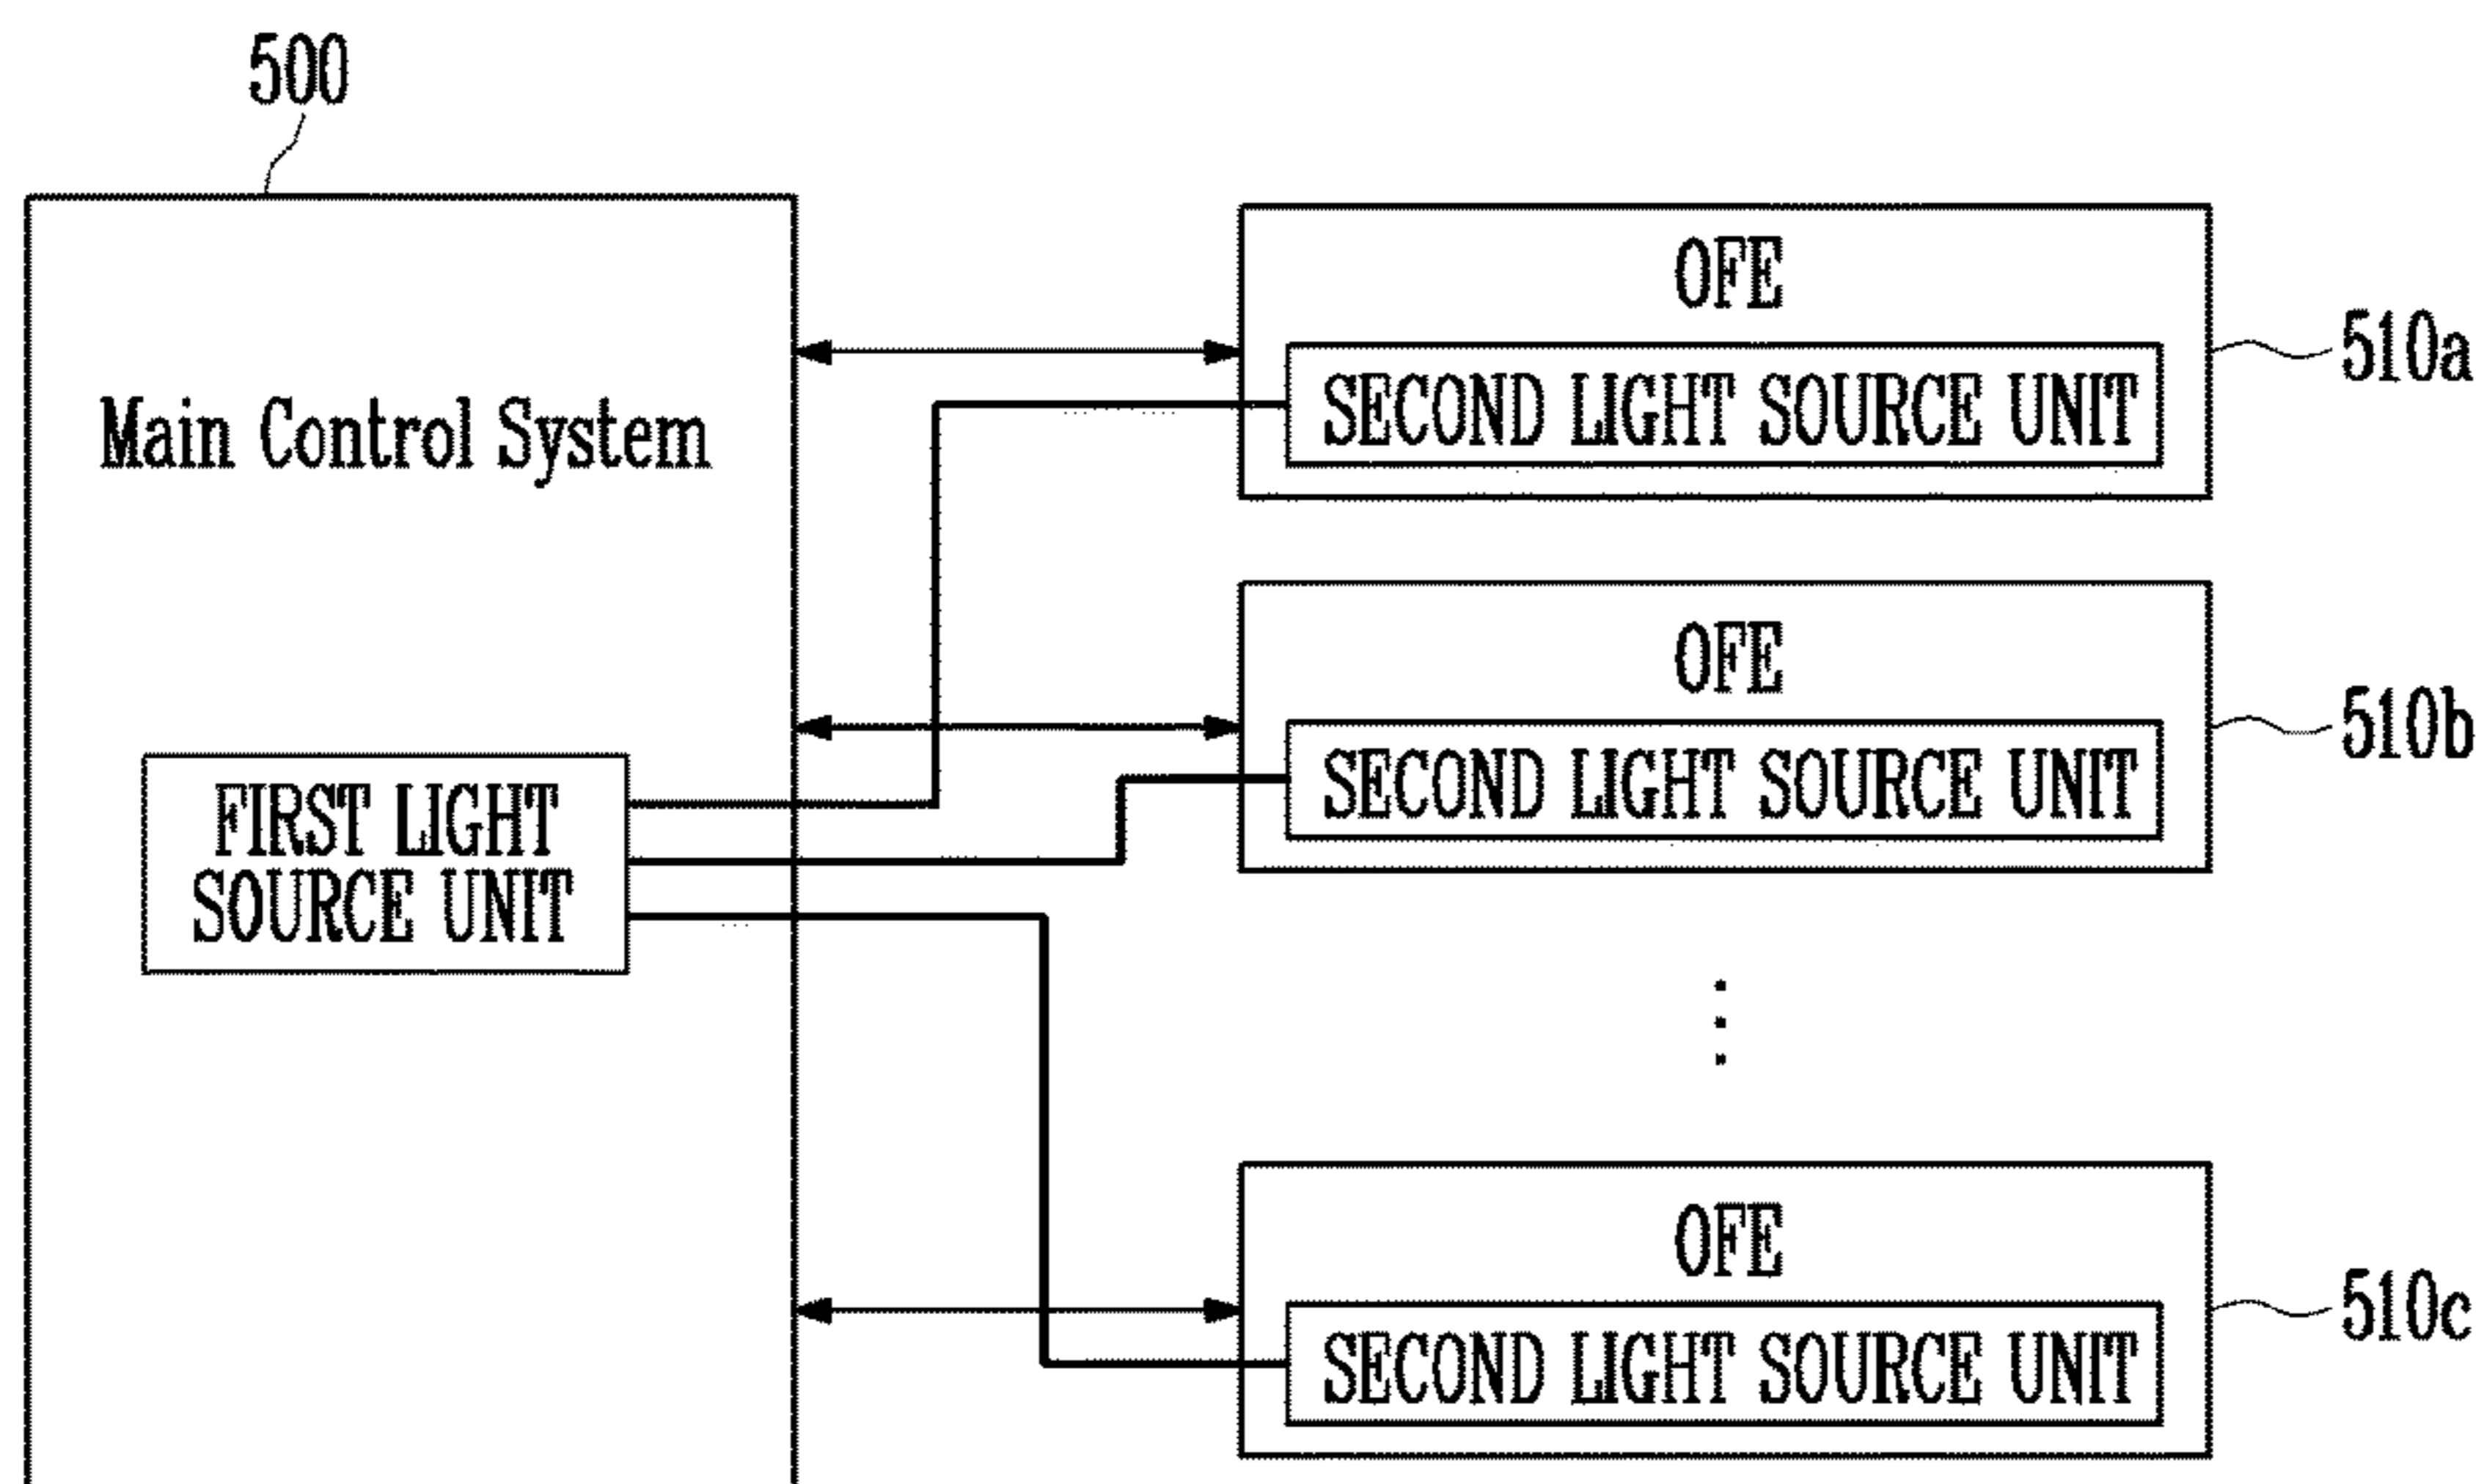 500
Main Control System
FIRST LIGHT
SOURCE UNIT
OFE
SECOND LIGHT SOURCE UNIT
510a
OFE
SECOND LIGHT SOURCE UNIT
510b
OFE
SECOND LIGHT SOURCE UNIT
510c